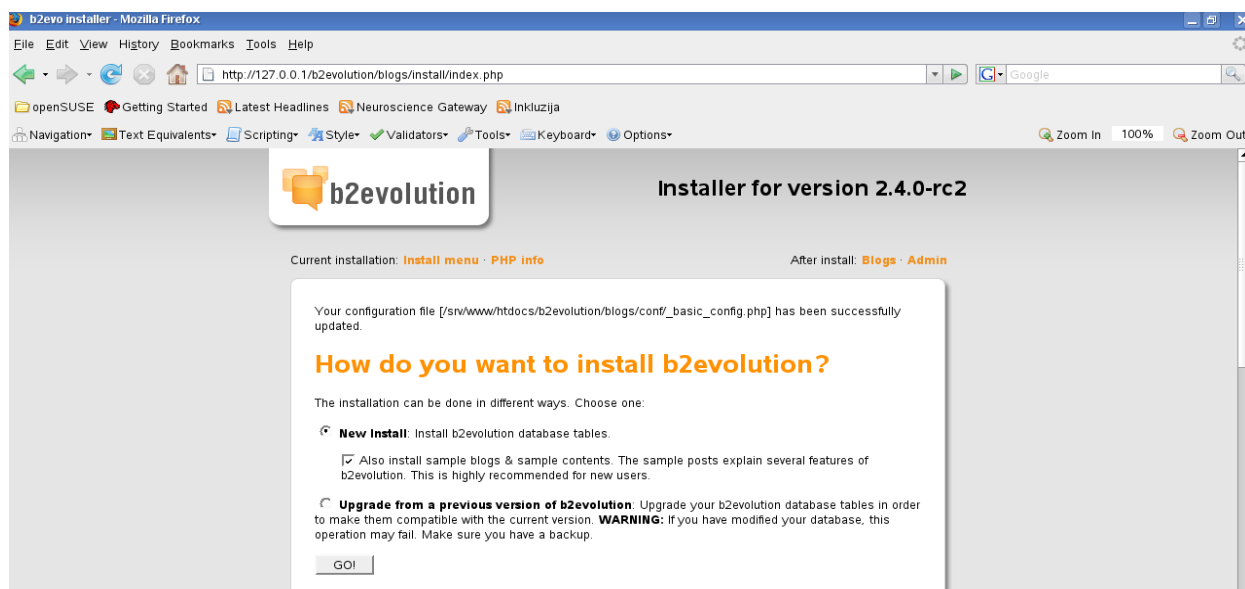 b2evo installer - Mozilla Firefox
File Edit View History Bookmarks Tools Help
http://127.0.0.1/b2evolution/blogs/install/index.php G Google
openSUSE Getting Started Latest Headlines Neuroscience Gateway Inkluzija
Navigation Text Equivalents Scripting Style Validators Tools Keyboard Options Zoom In 100% Zoom Out
b2evolution Installer for version 2.4.0-rc2
Current installation: Install menu · PHP info After install: Blogs · Admin
Your configuration file [/srv/www/htdocs/b2evolution/blogs/conf/_basic_config.php] has been successfully
updated.
How do you want to install b2evolution?
The installation can be done in different ways. Choose one:
New Install: Install b2evolution database tables.
Also install sample blogs & sample contents. The sample posts explain several features of
b2evolution. This is highly recommended for new users.
Upgrade from a previous version of b2evolution: Upgrade your b2evolution database tables in order
to make them compatible with the current version. WARNING: If you have modified your database, this
operation may fail. Make sure you have a backup.
GO!